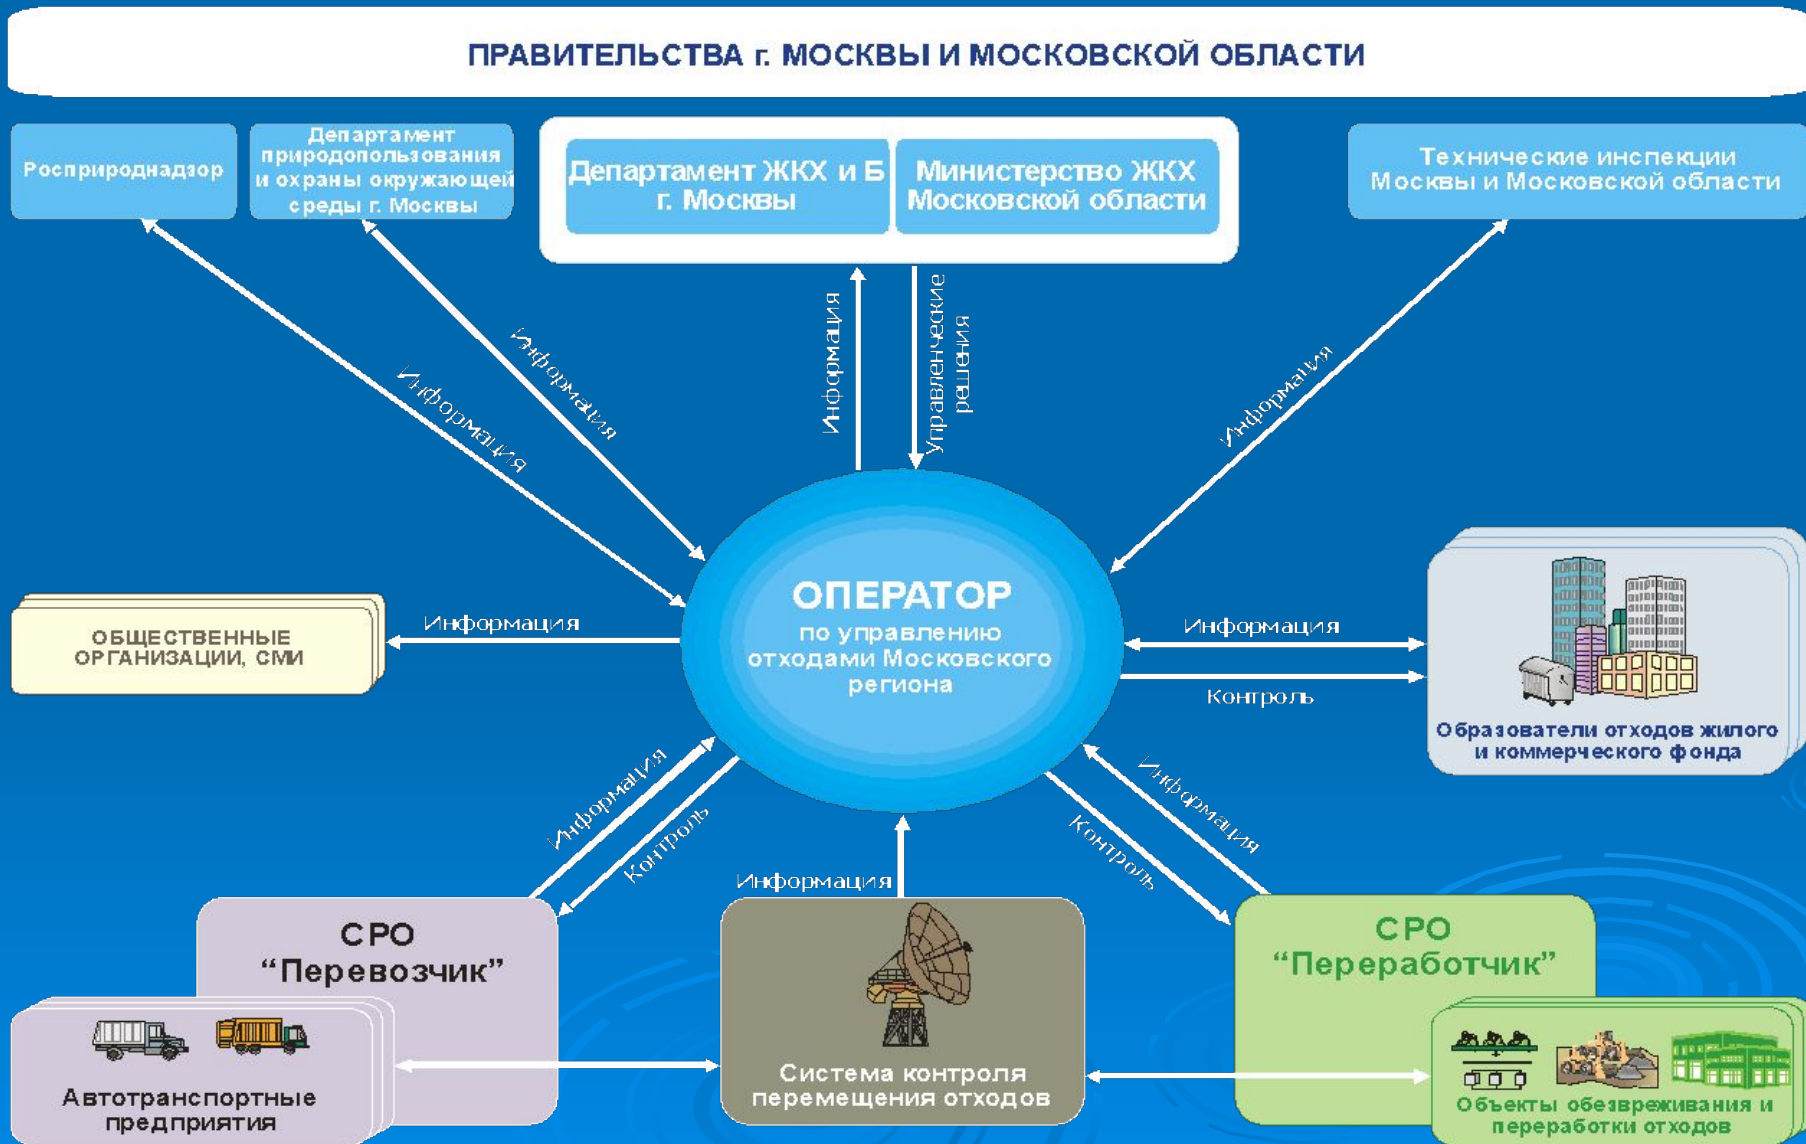 ПРАВИТЕЛЬСТВА г. МОСКВЫ И МОСКОВСКОЙ ОБЛАСТИ
Росприроднадзор
Департамент
природопользования
и охраны окружающей
среды г. Москвы
Департамент ЖКХ и Б
г. Москвы
Министерство ЖКХ
Московской области
Технические инспекции
Москвы и Московской области
Информация
Информация
Информация
Управленческие
решения
Информация
ОПЕРАТОР
по управлению
отходами Московского
региона
ОБЩЕСТВЕННЫЕ
ОРГАНИЗАЦИИ, СМИ
Информация
Информация
Контроль
Образователи отходов жилого
и коммерческого фонда
Информация
Контроль
Информация
Контроль
Информация
СРО
“Перевозчик”
Автотранспортные
предприятия
Система контроля
перемещения отходов
СРО
“Переработчик”
Объекты обезвреживания и
переработки отходов